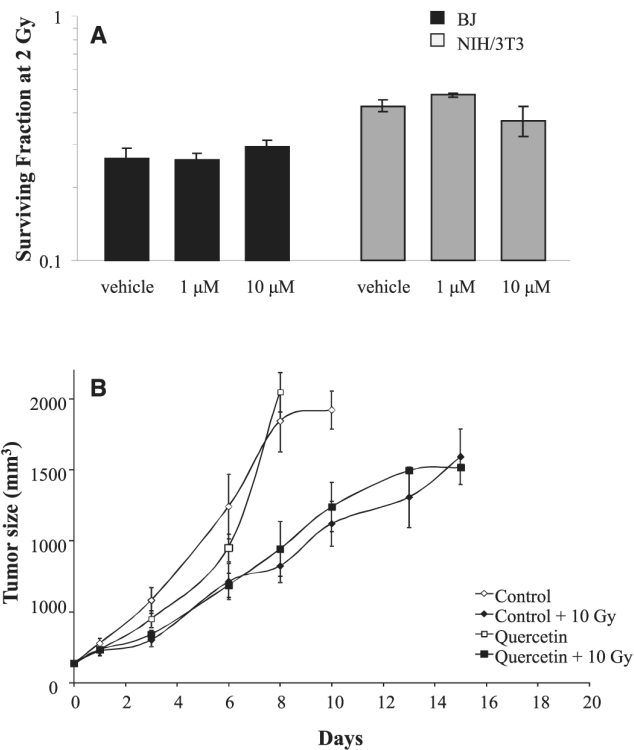 A
BJ
NIH/3T3
Surviving Fraction at 2 Gy
1
0.1
vehicle 1 µM 10 µM vehicle 1 µM 10 µM
B
Tumor size (mm³)
2000
1500
1000
1000
0
0 2 4 6 8 10 12 14 16 18 20
Days
Control
Control + 10 Gy
Quercetin
Quercetin + 10 Gy